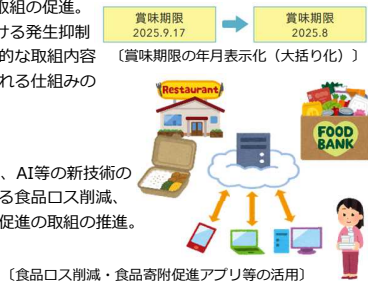 取組の促進。
ける発生抑制
的な取組内容
れる仕組みの
賞味期限
2025.9.17
賞味期限
2025.8
〔賞味期限の年月表示化（大括り化）〕
Restaurant
FOOD
BANK
、AI等の新技術の
る食品ロス削減、
促進の取組の推進。
〔食品ロス削減・食品寄附促進アプリ等の活用〕